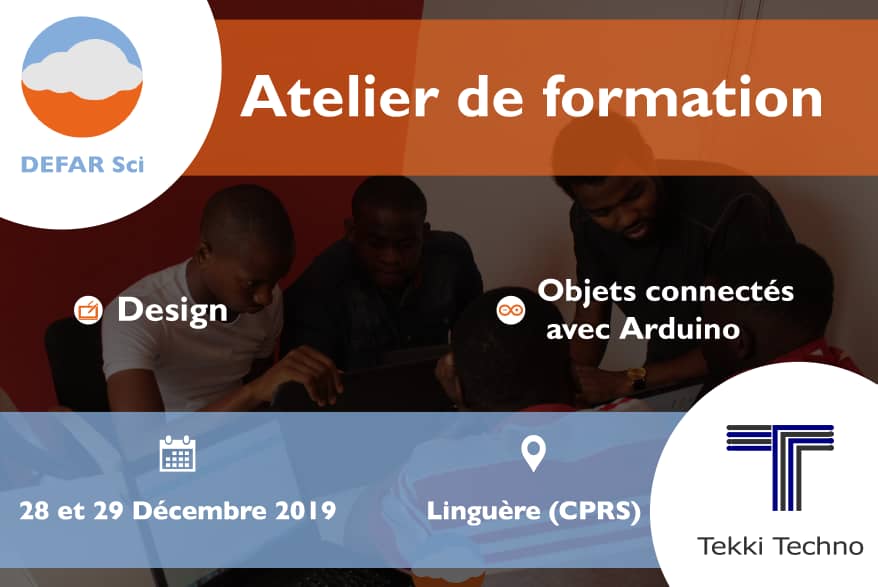 DEFAR Sci
Atelier de formation
Design
Objets connectés
avec Arduino
28 et 29 Décembre 2019
Linguère (CPRS)
Tekki Techno